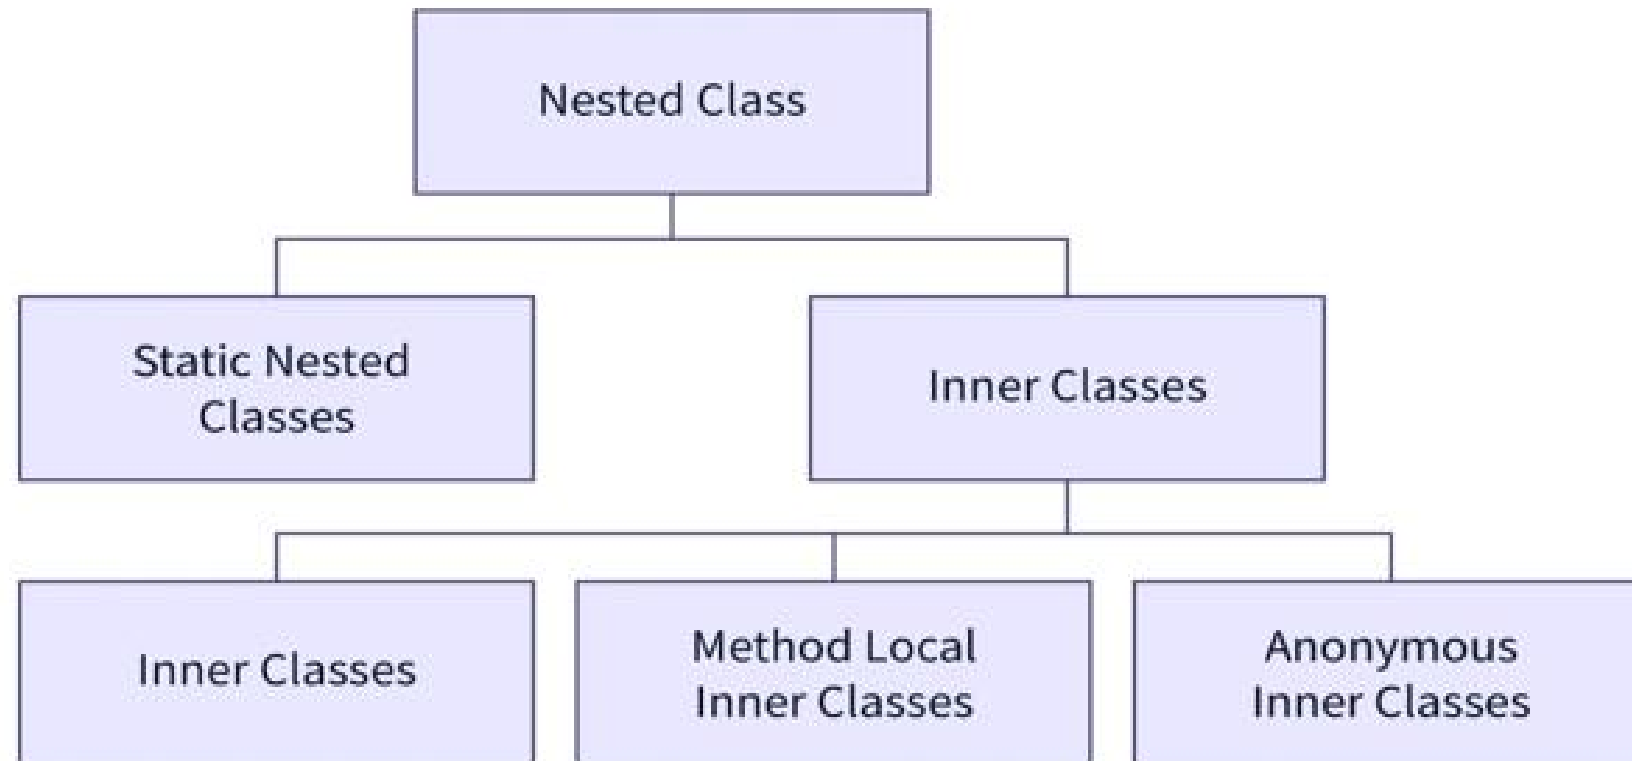 Nested Class
Static Nested
Classes
Inner Classes
Inner Classes
Method Local
Inner Classes
Anonymous
Inner Classes